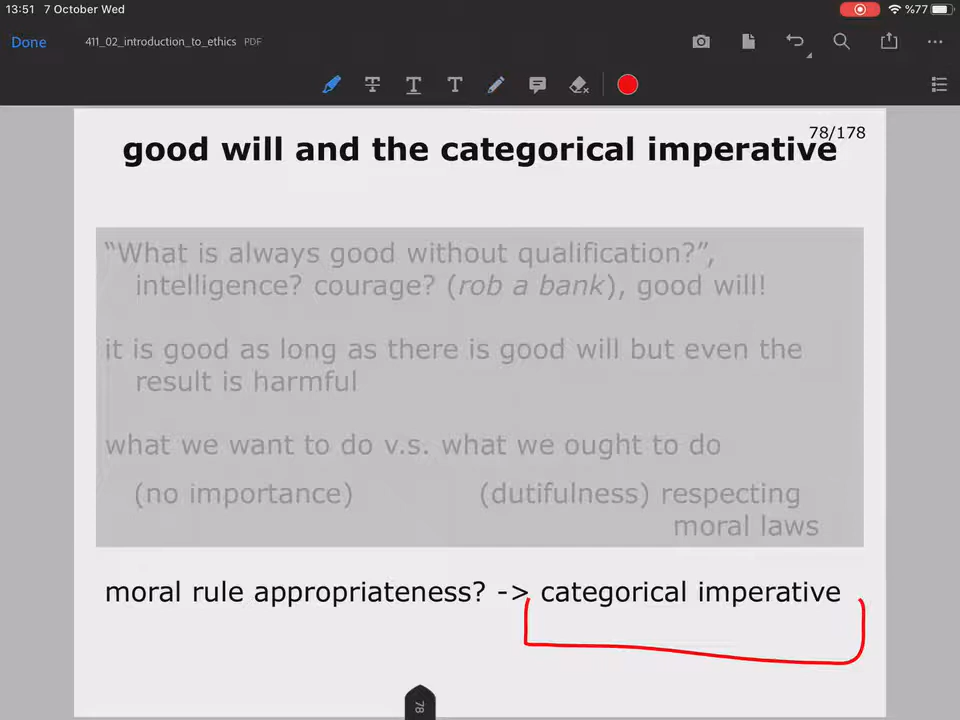 13:51 7 October Wed %77
Done 411_02_introduction_to_ethics PDF
78/178
good will and the categorical imperative
“What is always good without qualification?”,
intelligence? courage? (rob a bank), good will!
it is good as long as there is good will but even the
result is harmful
what we want to do v.s. what we ought to do
(no importance) (dutifulness) respecting
moral laws
moral rule appropriateness? -> categorical imperative
78